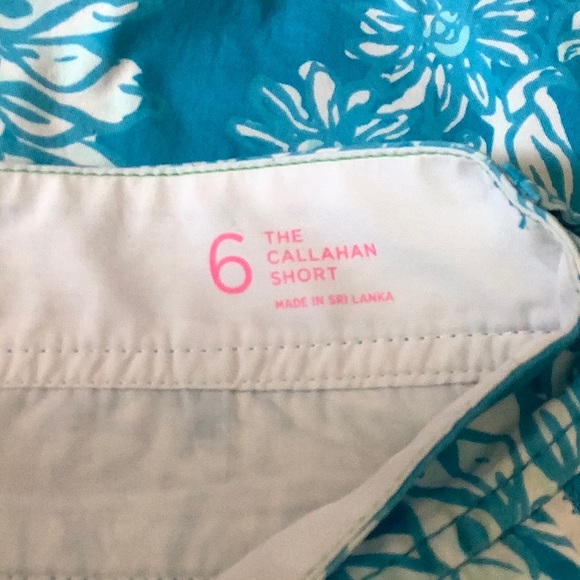 6
THE
CALLAHAN
SHORT
MADE IN SRI LANKA